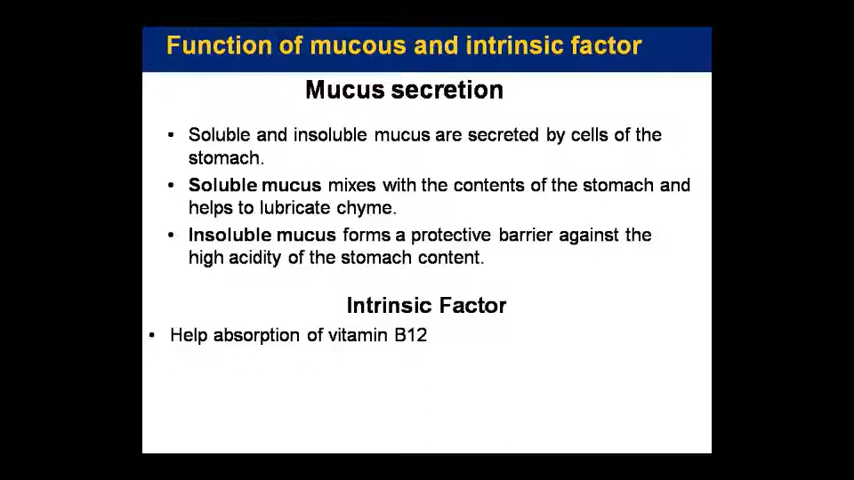 Function of mucous and intrinsic factor
Mucus secretion
• Soluble and insoluble mucus are secreted by cells of the
stomach.
• Soluble mucus mixes with the contents of the stomach and
helps to lubricate chyme.
• Insoluble mucus forms a protective barrier against the
high acidity of the stomach content.
Intrinsic Factor
• Help absorption of vitamin B12